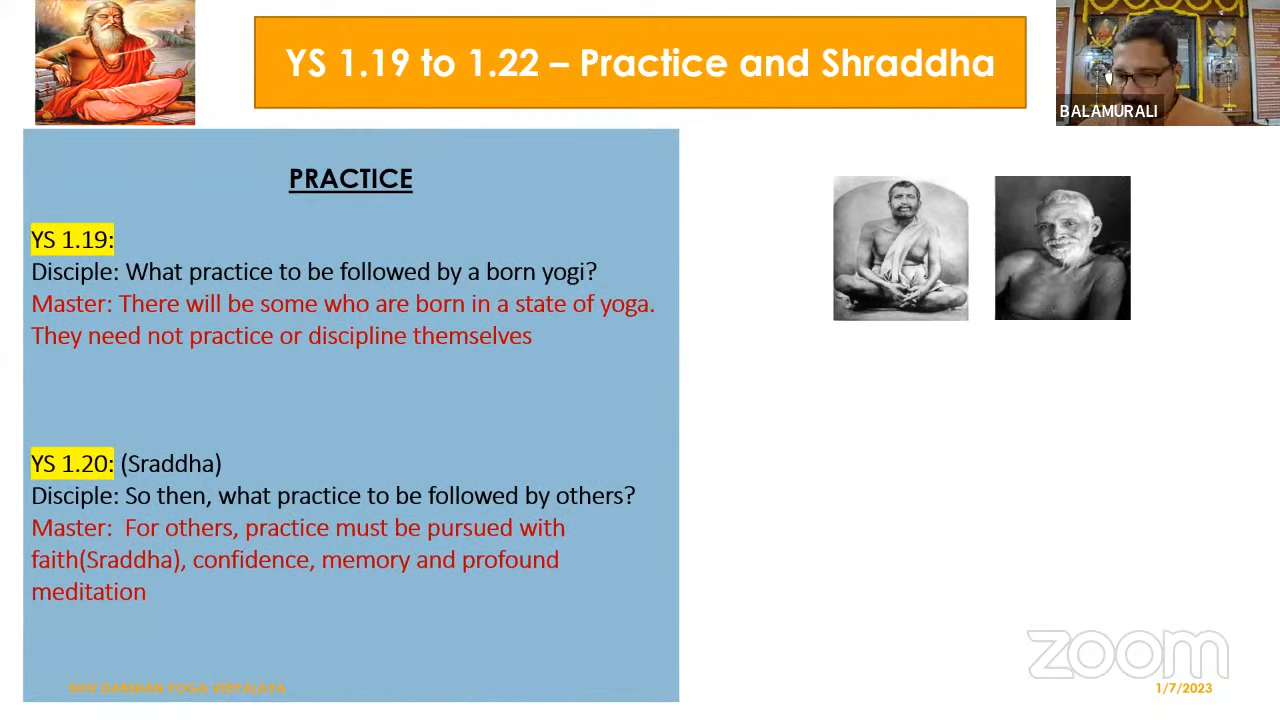 YS 1.19 to 1.22 – Practice and Shraddha
BALAMURALI
PRACTICE
YS 1.19:
Disciple: What practice to be followed by a born yogi?
Master: There will be some who are born in a state of yoga.
They need not practice or discipline themselves
YS 1.20: (Sraddha)
Disciple: So then, what practice to be followed by others?
Master:  For others, practice must be pursued with
faith(Sraddha), confidence, memory and profound
meditation
SHIV DARSHAN YOGA VIDYALAYA
zoom
1/7/2023